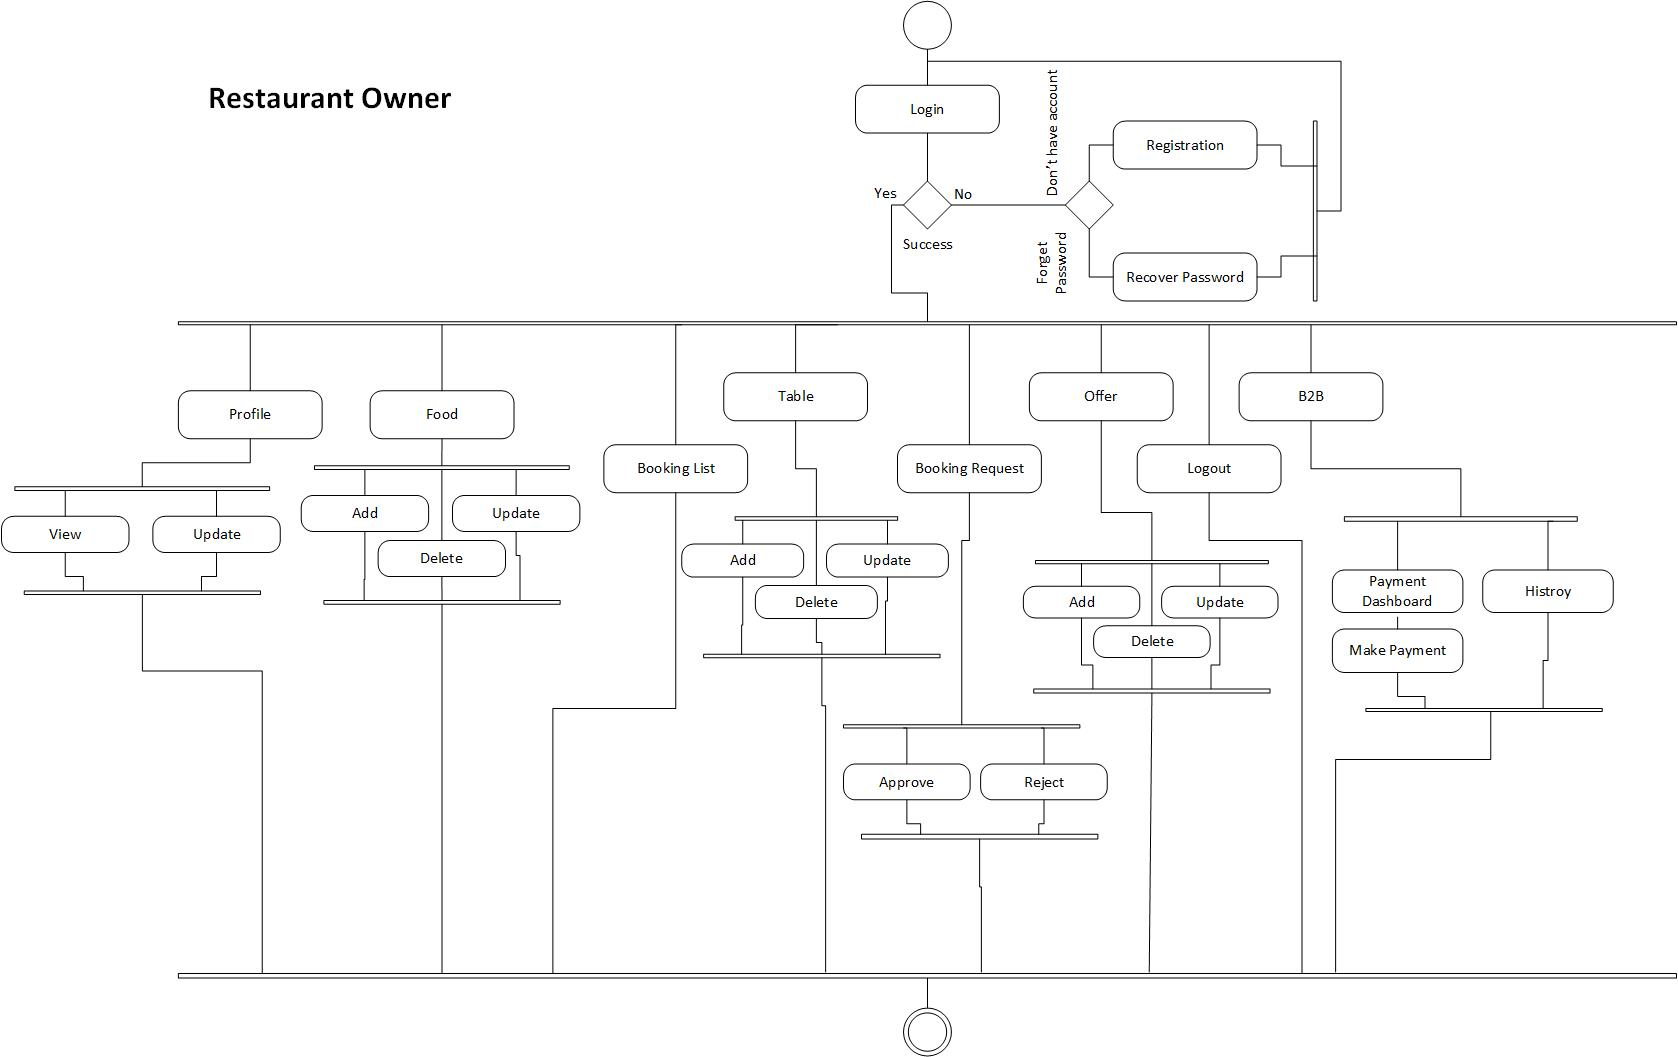 Restaurant Owner
Login
Don't have account
Registration
Yes
No
Success
Forget
Password
Recover Password
Profile
Food
Table
Offer
B2B
Booking List
Booking Request
Logout
View
Update
Add
Update
Delete
Add
Update
Delete
Add
Update
Delete
Payment
Dashboard
Histroy
Make Payment
Approve
Reject